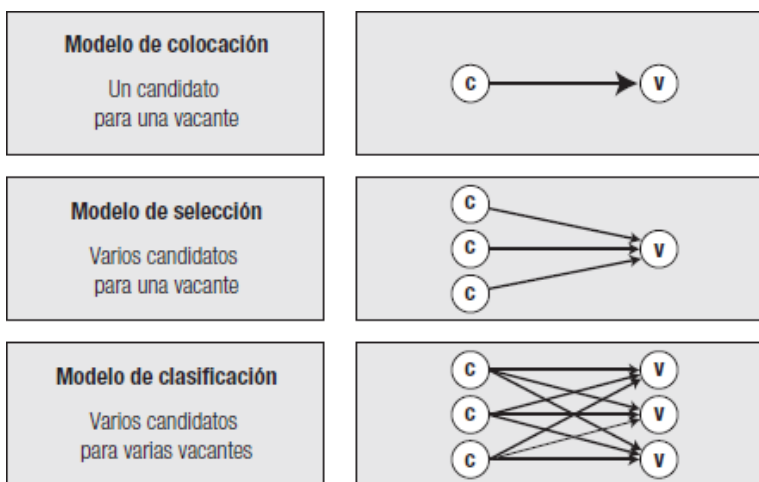 Modelo de colocación
Un candidato
para una vacante
C
V
Modelo de selección
Varios candidatos
para una vacante
C
C
C
V
Modelo de clasificación
Varios candidatos
para varias vacantes
C
V
C
V
C
V